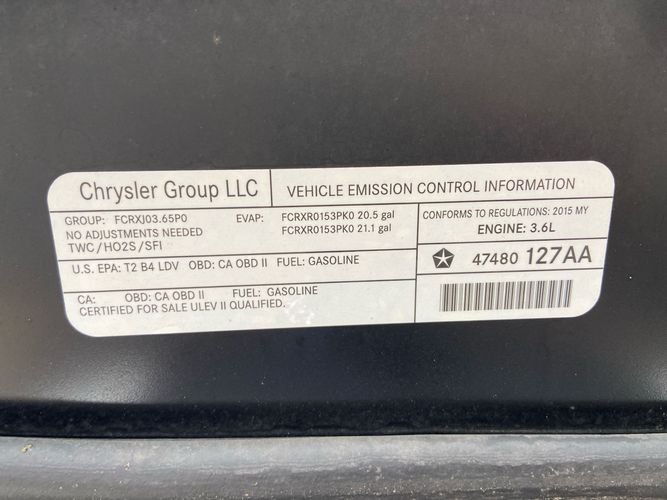 Chrysler Group LLC
VEHICLE EMISSION CONTROL INFORMATION
GROUP: FCRXJ03.65P0 EVAP: FCRXR0153PK0 20.5 gal
FCRXR0153PK0 21.1 gal
NO ADJUSTMENTS NEEDED
TWC/HO2S/SFI
CONFORMS TO REGULATIONS: 2015 MY
ENGINE: 3.6L
U.S. EPA: T2 B4 LDV OBD: CA OBD II FUEL: GASOLINE
47480 127AA
CA: OBD: CA OBD II FUEL: GASOLINE
CERTIFIED FOR SALE ULEV II QUALIFIED.